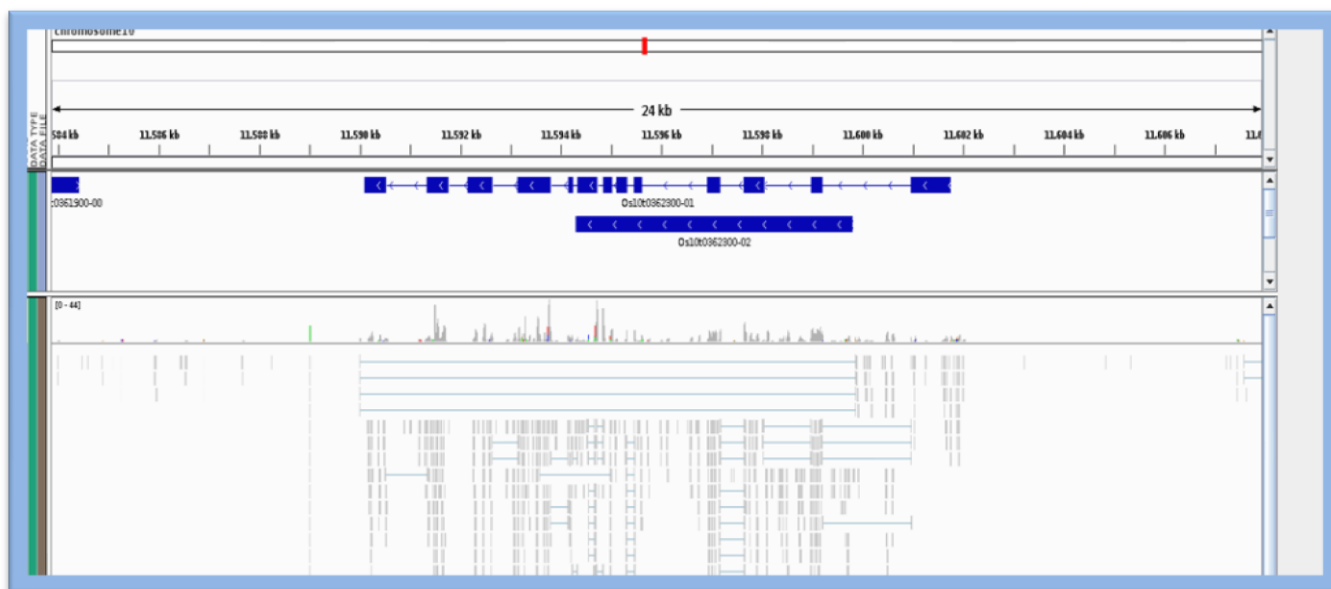 chromosome10
24 kb
584 kb 11,586 kb 11,588 kb 11,590 kb 11,592 kb 11,594 kb 11,596 kb 11,598 kb 11,600 kb 11,602 kb 11,604 kb 11,606 kb
DATA TYPE
DATA FILE
:0361900-00
Os10t0362300-01
Os10t0362300-02
[0 - 44]